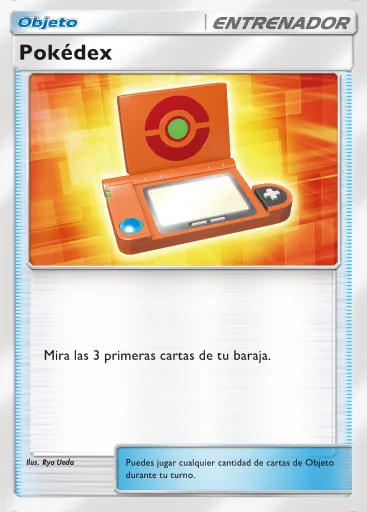 Objeto
ENTRENADOR
Pokédex
Mira las 3 primeras cartas de tu baraja.
Ilus. Ryo Ueda
Puedes jugar cualquier cantidad de cartas de Objeto
durante tu turno.